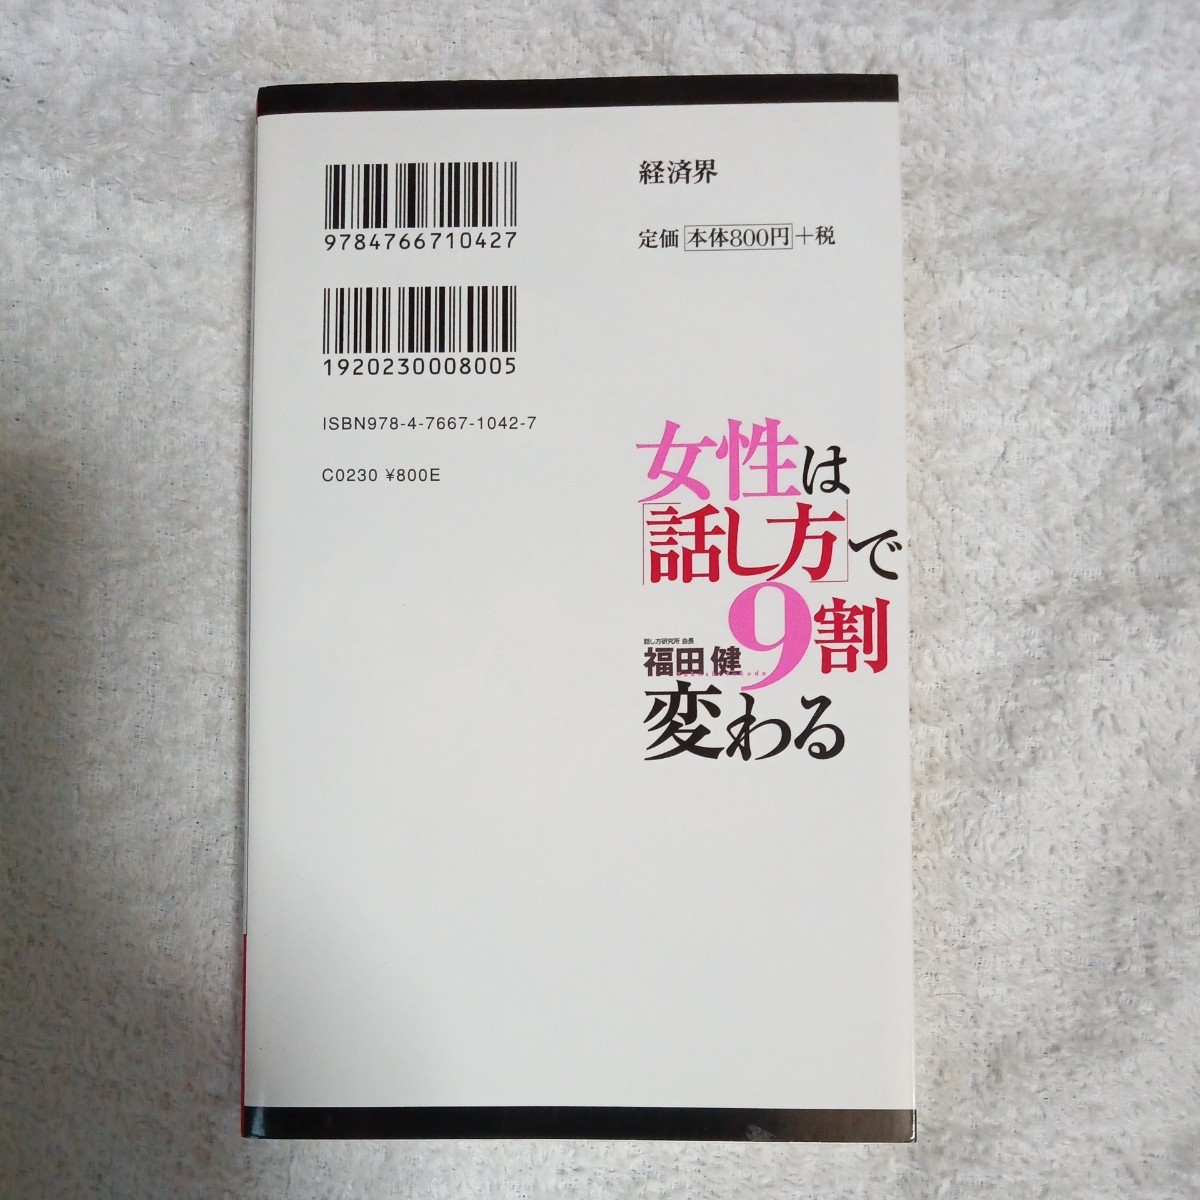 9784766710427
1920230008005
ISBN978-4-7667-1042-7
C0230 ¥800E
経済界
定価 本体800円+税
女性は
「話し方」で
9割
変わる
話し方研究所 会長
福田 健